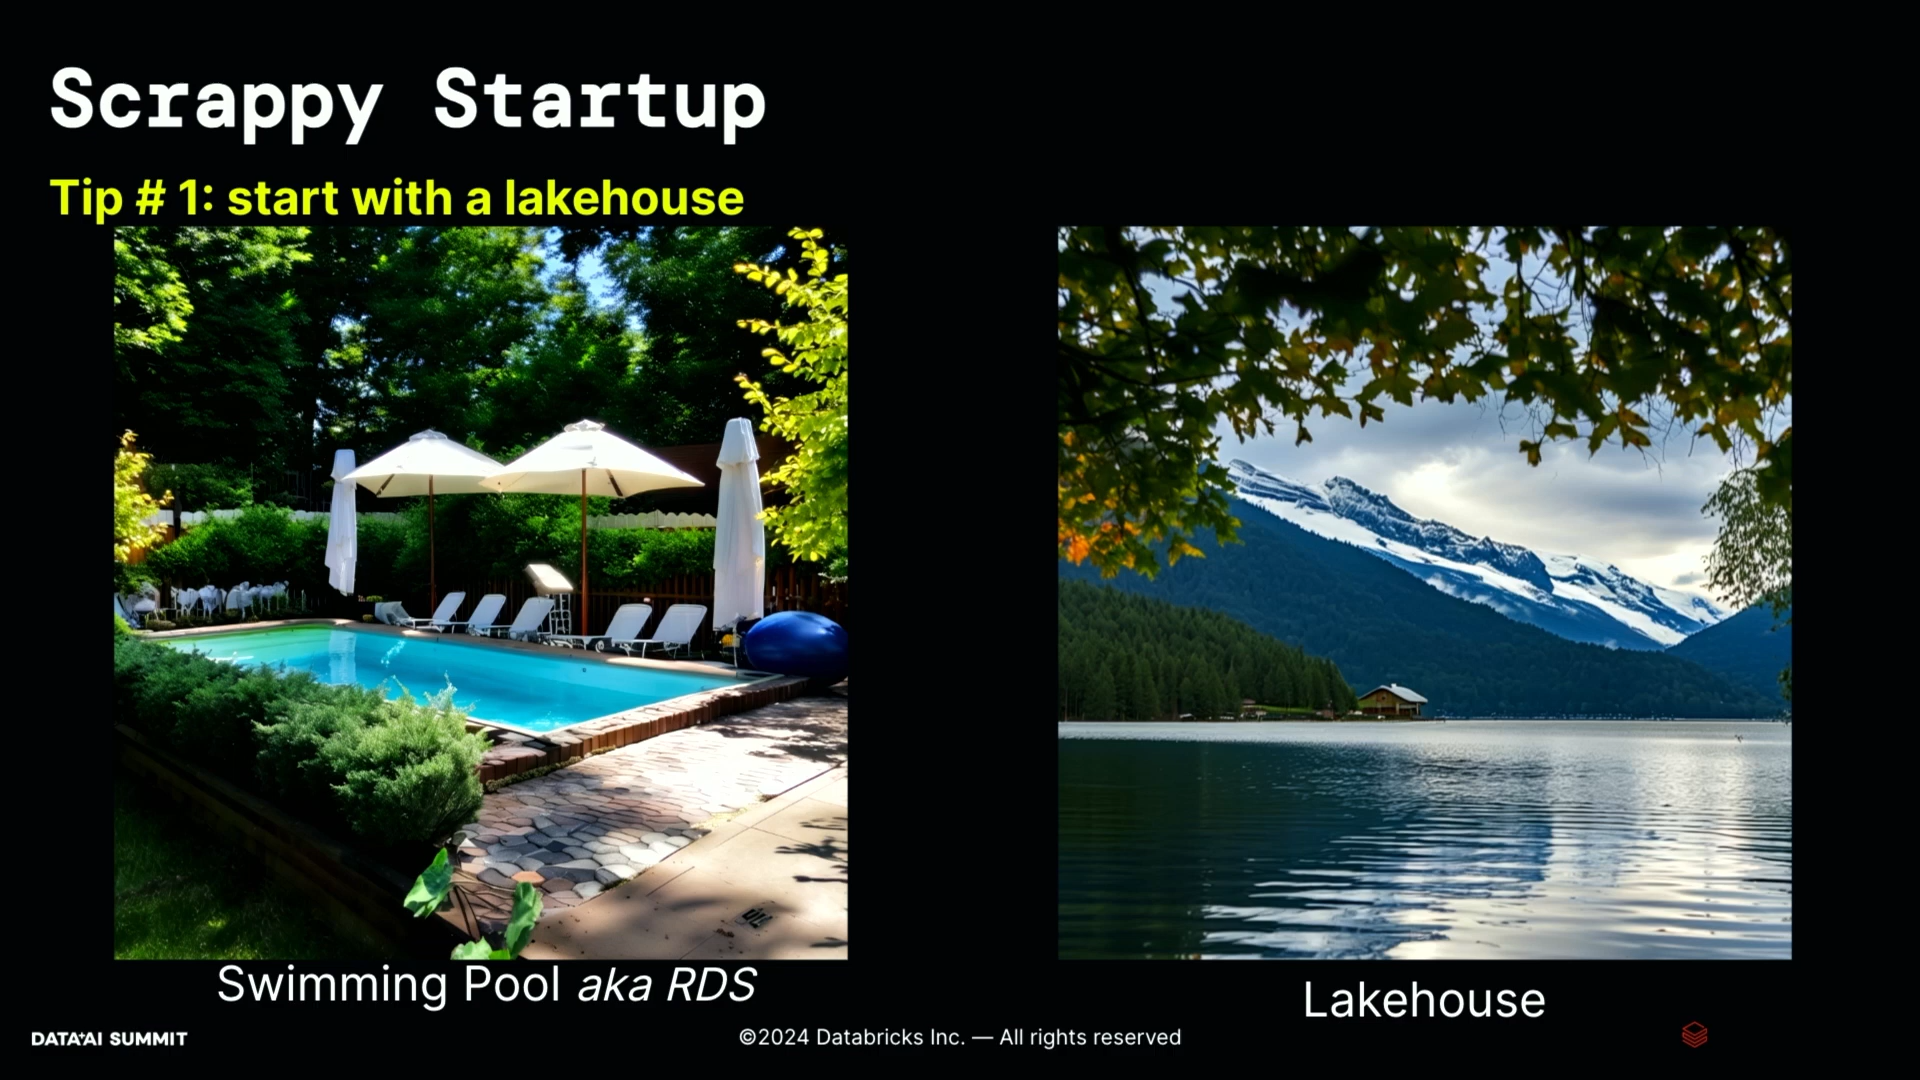 Scrappy Startup
Tip # 1: start with a lakehouse
Swimming Pool aka RDS
Lakehouse
DATA+AI SUMMIT
©2024 Databricks Inc. — All rights reserved